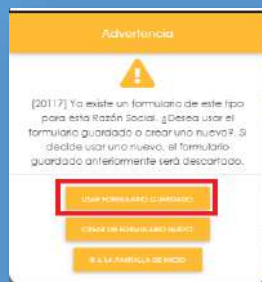 Advertencia
[20117] Ya existe un formulario de este tipo
para esta Razón Social. ¿Desea usar el
formulario guardado o crear uno nuevo?. Si
decide usar uno nuevo, el formulario
guardado anteriormente será descartado.
USAR FORMULARIO GUARDADO
CREAR UN FORMULARIO NUEVO
IR A LA PANTALLA DE INICIO